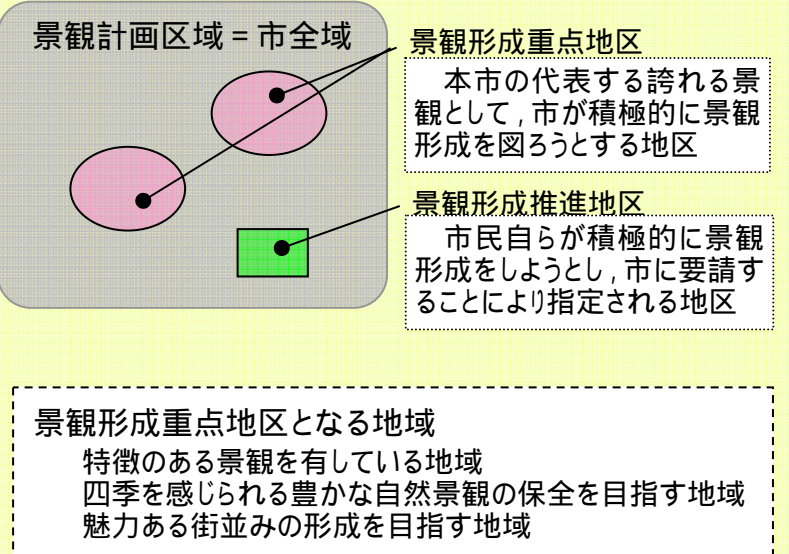 景観計画区域＝市全域
景観形成重点地区
本市の代表する誇れる景
観として，市が積極的に景観
形成を図ろうとする地区
景観形成推進地区
市民自らが積極的に景観
形成をしようとし，市に要請す
ることにより指定される地区
景観形成重点地区となる地域
特徴のある景観を有している地域
四季を感じられる豊かな自然景観の保全を目指す地域
魅力ある街並みの形成を目指す地域